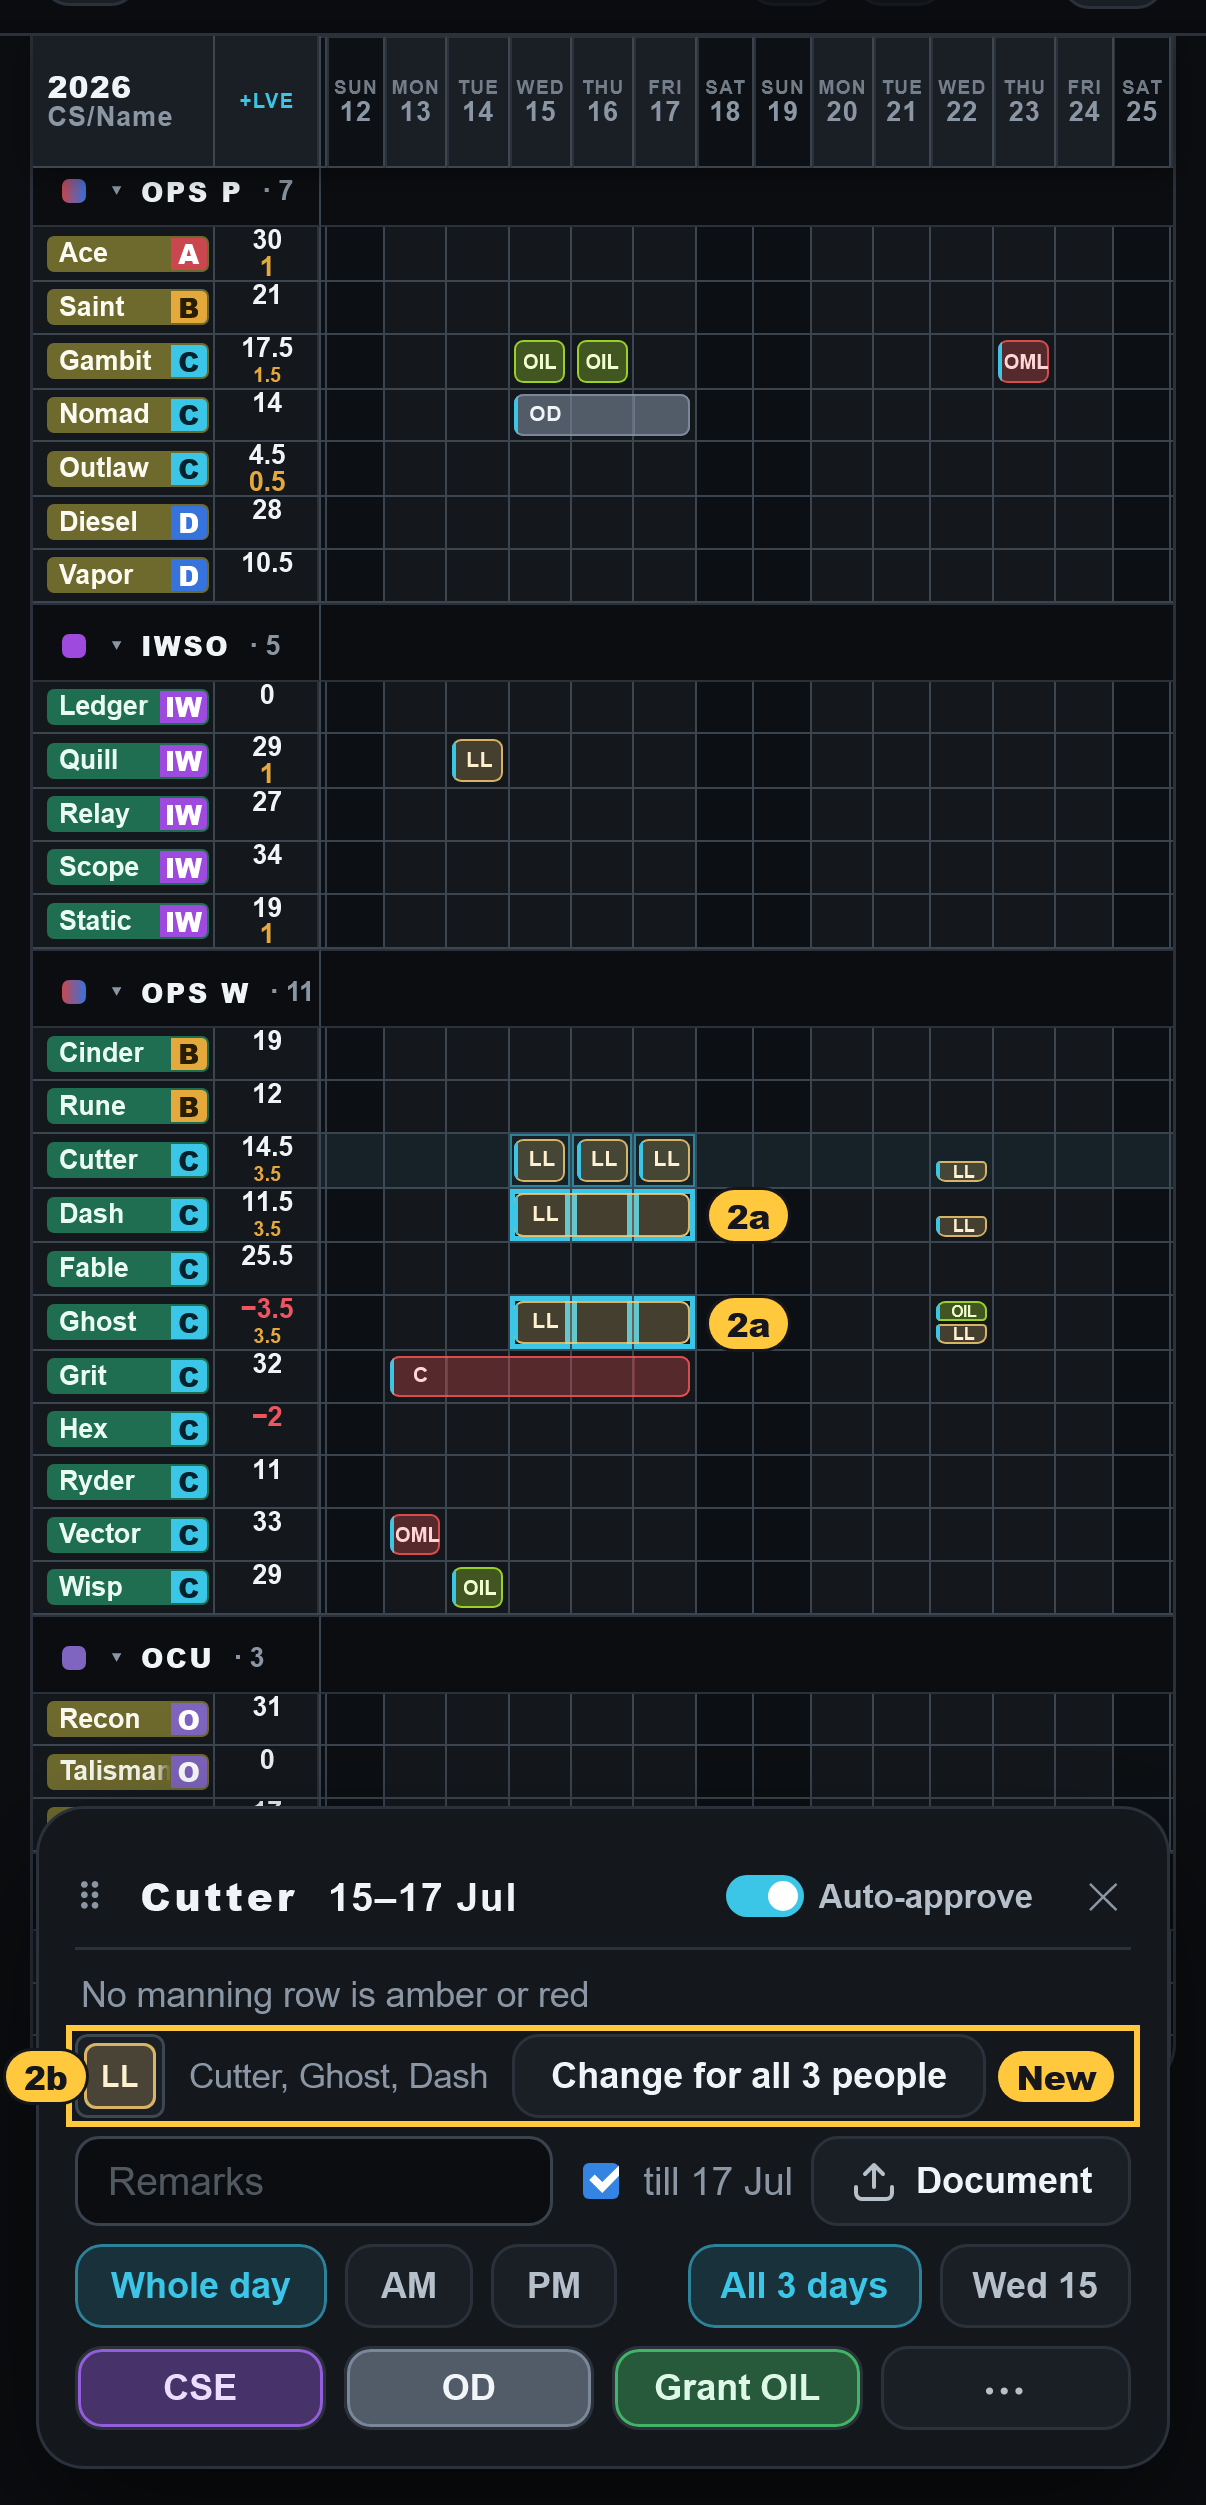 2026
CS/Name
+LVE
SUN 12
MON 13
TUE 14
WED 15
THU 16
FRI 17
SAT 18
SUN 19
MON 20
TUE 21
WED 22
THU 23
FRI 24
SAT 25
▼ OPS P · 7
Ace A 30
1
Saint B 21
Gambit C 17.5 OIL OIL OML
1.5
Nomad C 14 OD
Outlaw C 4.5
0.5
Diesel D 28
Vapor D 10.5
▼ IWSO · 5
Ledger IW 0
Quill IW 29 LL
1
Relay IW 27
Scope IW 34
Static IW 19
1
▼ OPS W · 11
Cinder B 19
Rune B 12
Cutter C 14.5 LL LL LL LL
3.5
Dash C 11.5 LL 2a LL
3.5
Fable C 25.5
Ghost C −3.5 LL 2a OIL
3.5 LL
Grit C 32 C
Hex C −2
Ryder C 11
Vector C 33 OML
Wisp C 29 OIL
▼ OCU · 3
Recon O 31
Talisman O 0
Cutter 15–17 Jul Auto-approve
No manning row is amber or red
2b LL Cutter, Ghost, Dash Change for all 3 people New
Remarks till 17 Jul Document
Whole day AM PM All 3 days Wed 15
CSE OD Grant OIL ...